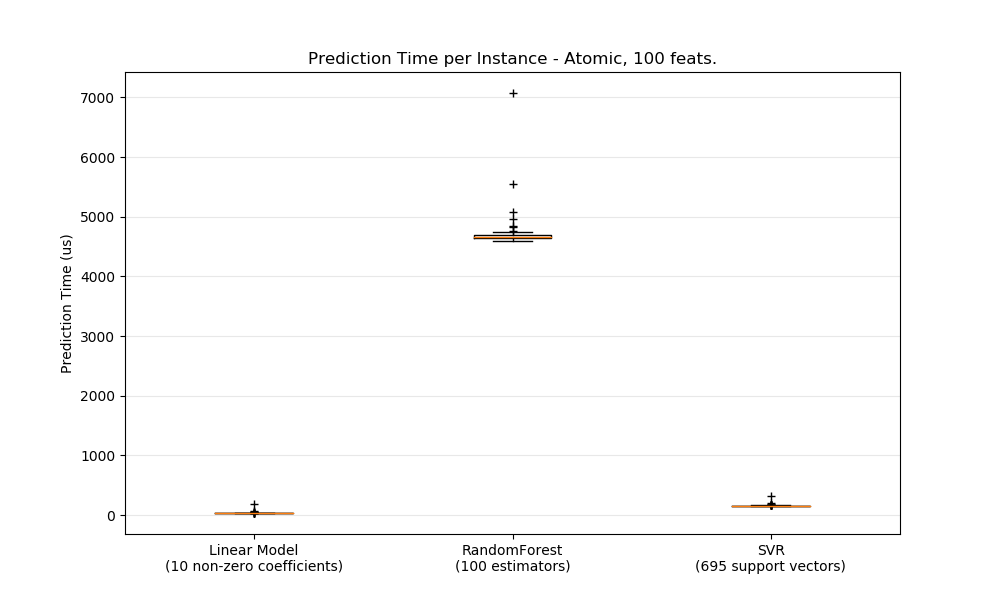 Prediction Time per Instance - Atomic, 100 feats.
Prediction Time (us)
7000
6000
5000
4000
3000
2000
1000
0
Linear Model
(10 non-zero coefficients)
RandomForest
(100 estimators)
SVR
(695 support vectors)